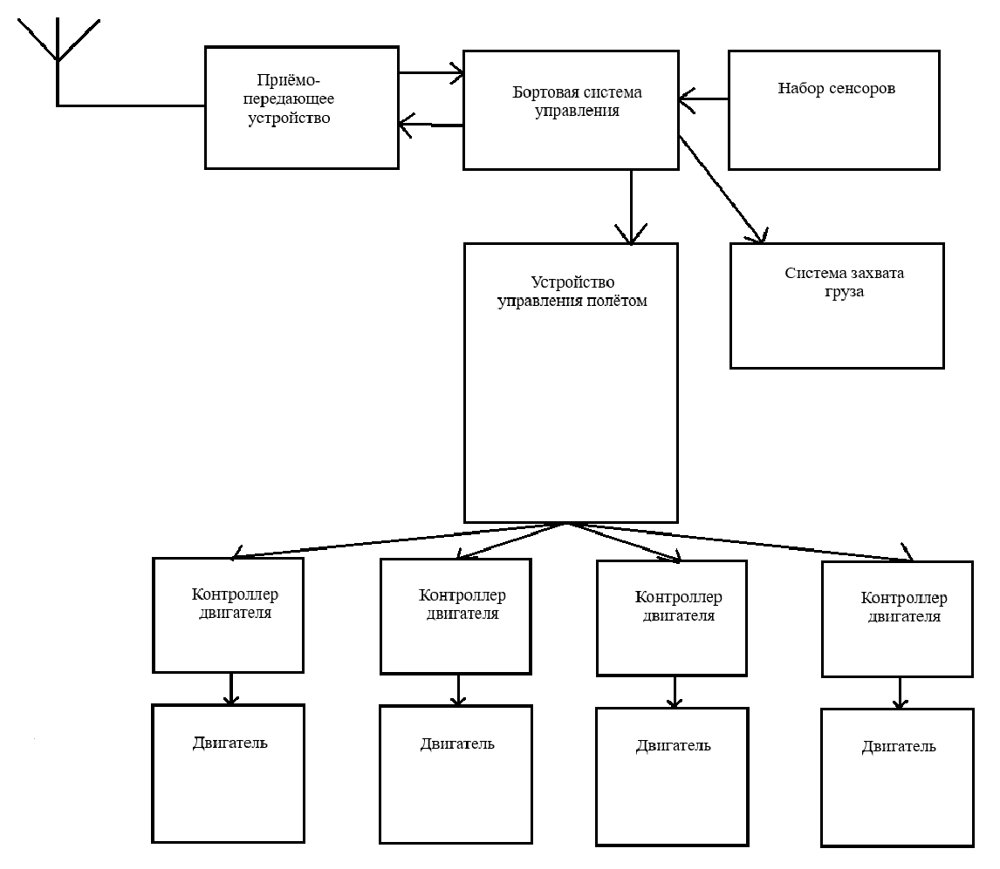 Приёмо-
передающее
устройство
Бортовая система
управления
Набор сенсоров
Устройство
управления полётом
Система захвата
груза
Контроллер
двигателя
Контроллер
двигателя
Контроллер
двигателя
Контроллер
двигателя
Двигатель
Двигатель
Двигатель
Двигатель